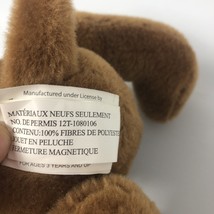 Manufactured under License by
MATÉRIAUX NEUFS SEULEMENT
NO. DE PERMIS 12T-1080106
CONTENU:100% FIBRES DE POLYESTE
OUET EN PELUCHE
FERMETURE MAGNETIQUE
FOR AGES 3 YEARS AND UP